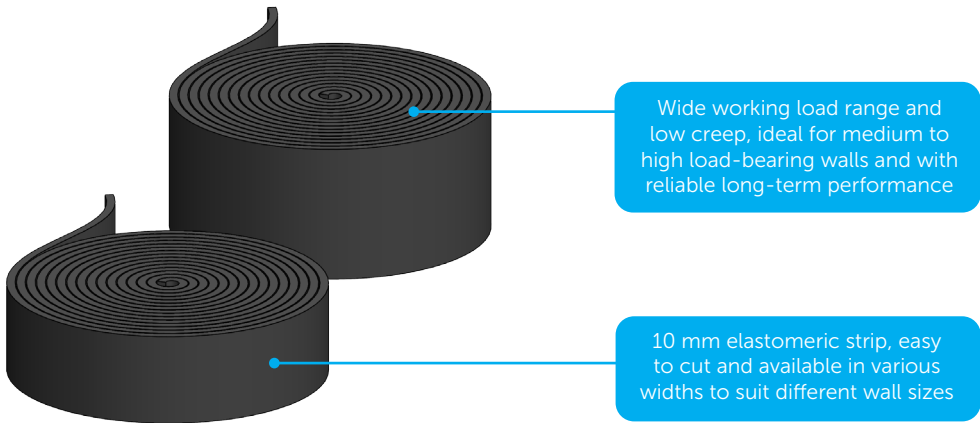 Wide working load range and
low creep, ideal for medium to
high load-bearing walls and with
reliable long-term performance
10 mm elastomeric strip, easy
to cut and available in various
widths to suit different wall sizes